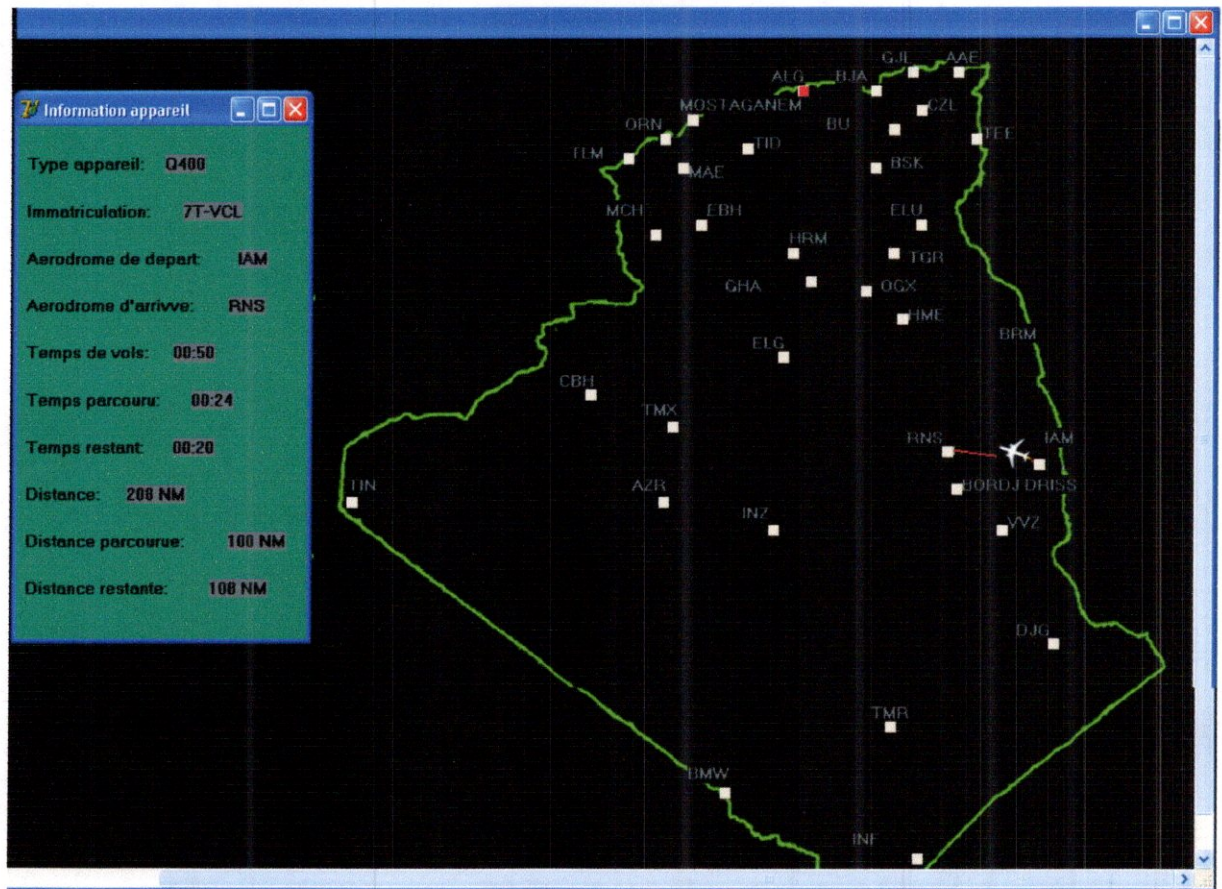 Information appareil
Type appareil: Q400
Immatriculation: 7T-VCL
Aerodrome de depart: IAM
Aerodrome d'arrivve: RNS
Temps de vols: 00:50
Temps parcouru: 00:24
Temps restant: 00:20
Distance: 208 NM
Distance parcourue: 100 NM
Distance restante: 108 NM
GJL AAE
ALG BJA
MOSTAGANEM CZL
ORN BU TEE
TLM TID
MAE BSK
MCH EBH ELU
HRM TGR
GHA OGX
HME
BRM
ELG
CBH
TMX
RNS IAM
TIN AZR BORDJ DRISS
INZ VVZ
DJG
TMR
BMW
INF